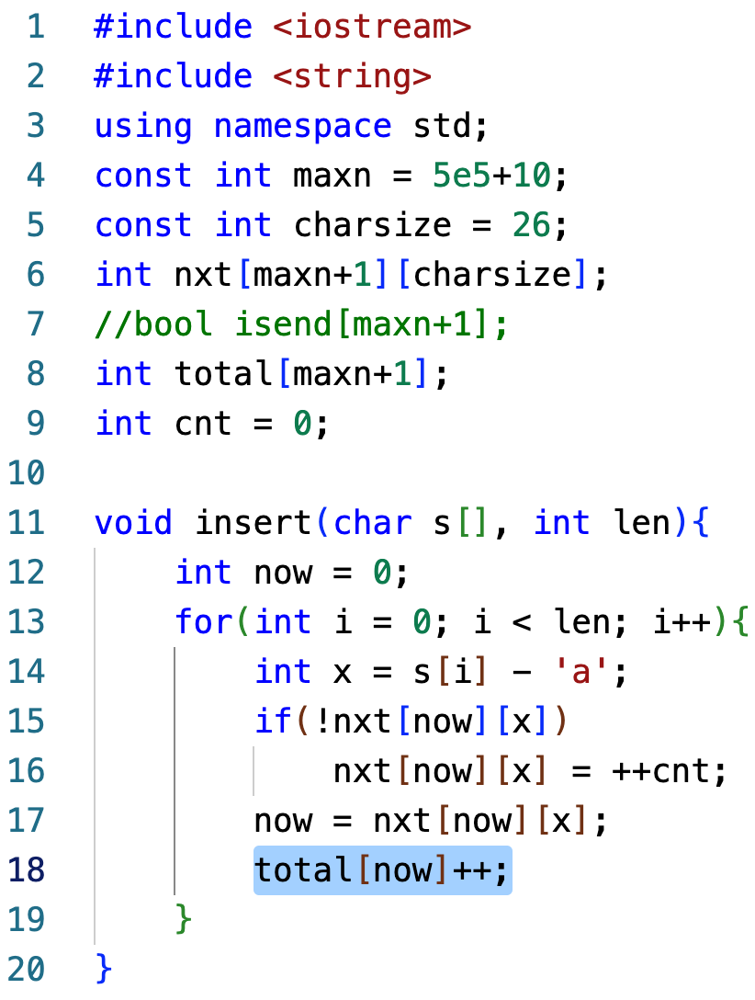 1 #include <iostream>
2 #include <string>
3 using namespace std;
4 const int maxn = 5e5+10;
5 const int charsize = 26;
6 int nxt[maxn+1][charsize];
7 //bool isend[maxn+1];
8 int total[maxn+1];
9 int cnt = 0;
10
11 void insert(char s[], int len){
12     int now = 0;
13     for(int i = 0; i < len; i++){
14         int x = s[i] - 'a';
15         if(!nxt[now][x])
16             nxt[now][x] = ++cnt;
17         now = nxt[now][x];
18         total[now]++;
19     }
20 }